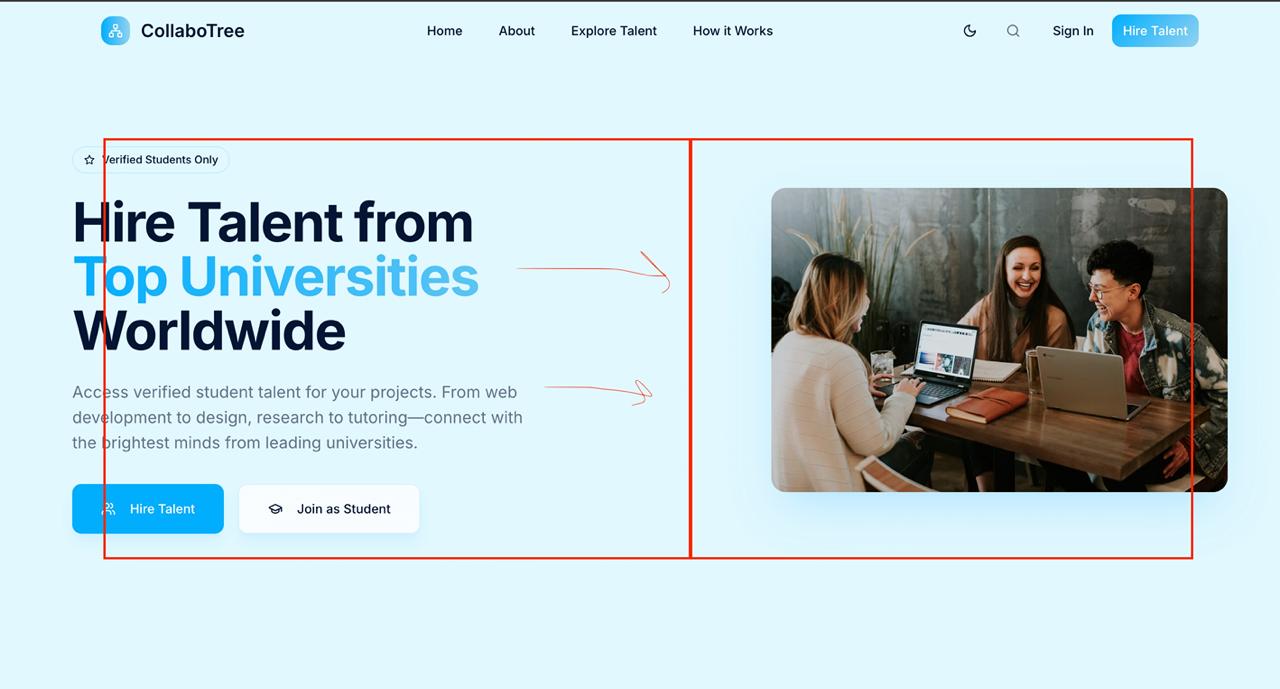 CollaboTree
Home About Explore Talent How it Works
Sign In Hire Talent
Verified Students Only
Hire Talent from
Top Universities
Worldwide
Access verified student talent for your projects. From web
development to design, research to tutoring—connect with
the brightest minds from leading universities.
Hire Talent Join as Student